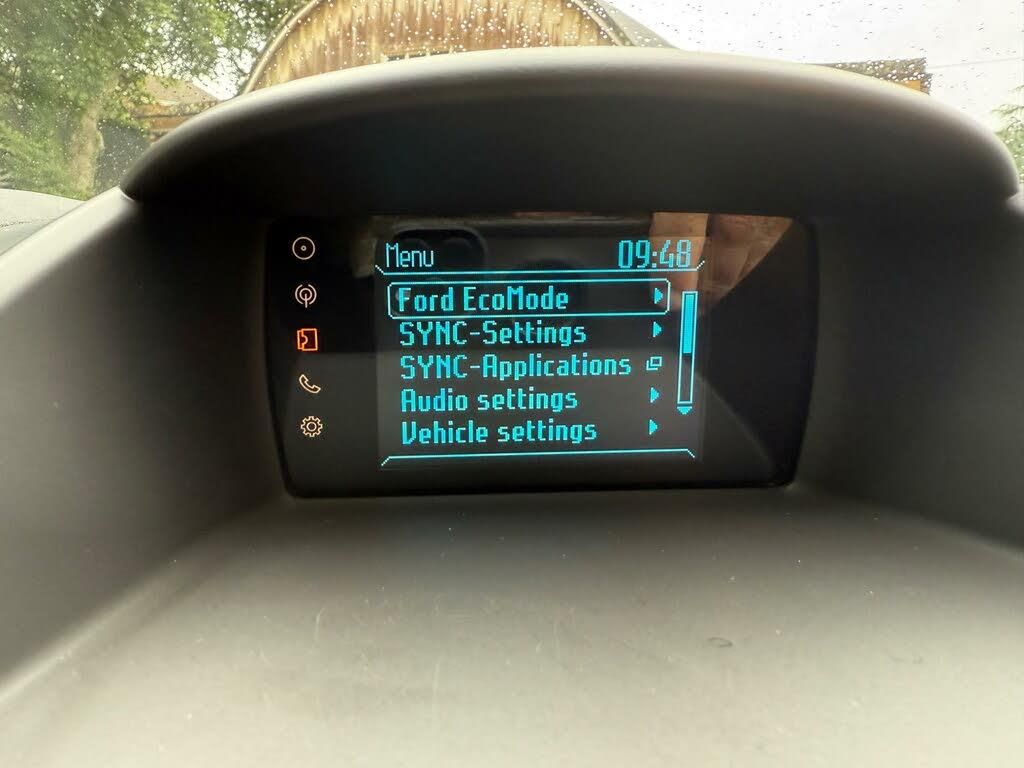 Menu 09:48
Ford EcoMode
SYNC-Settings
SYNC-Applications
Audio settings
Vehicle settings